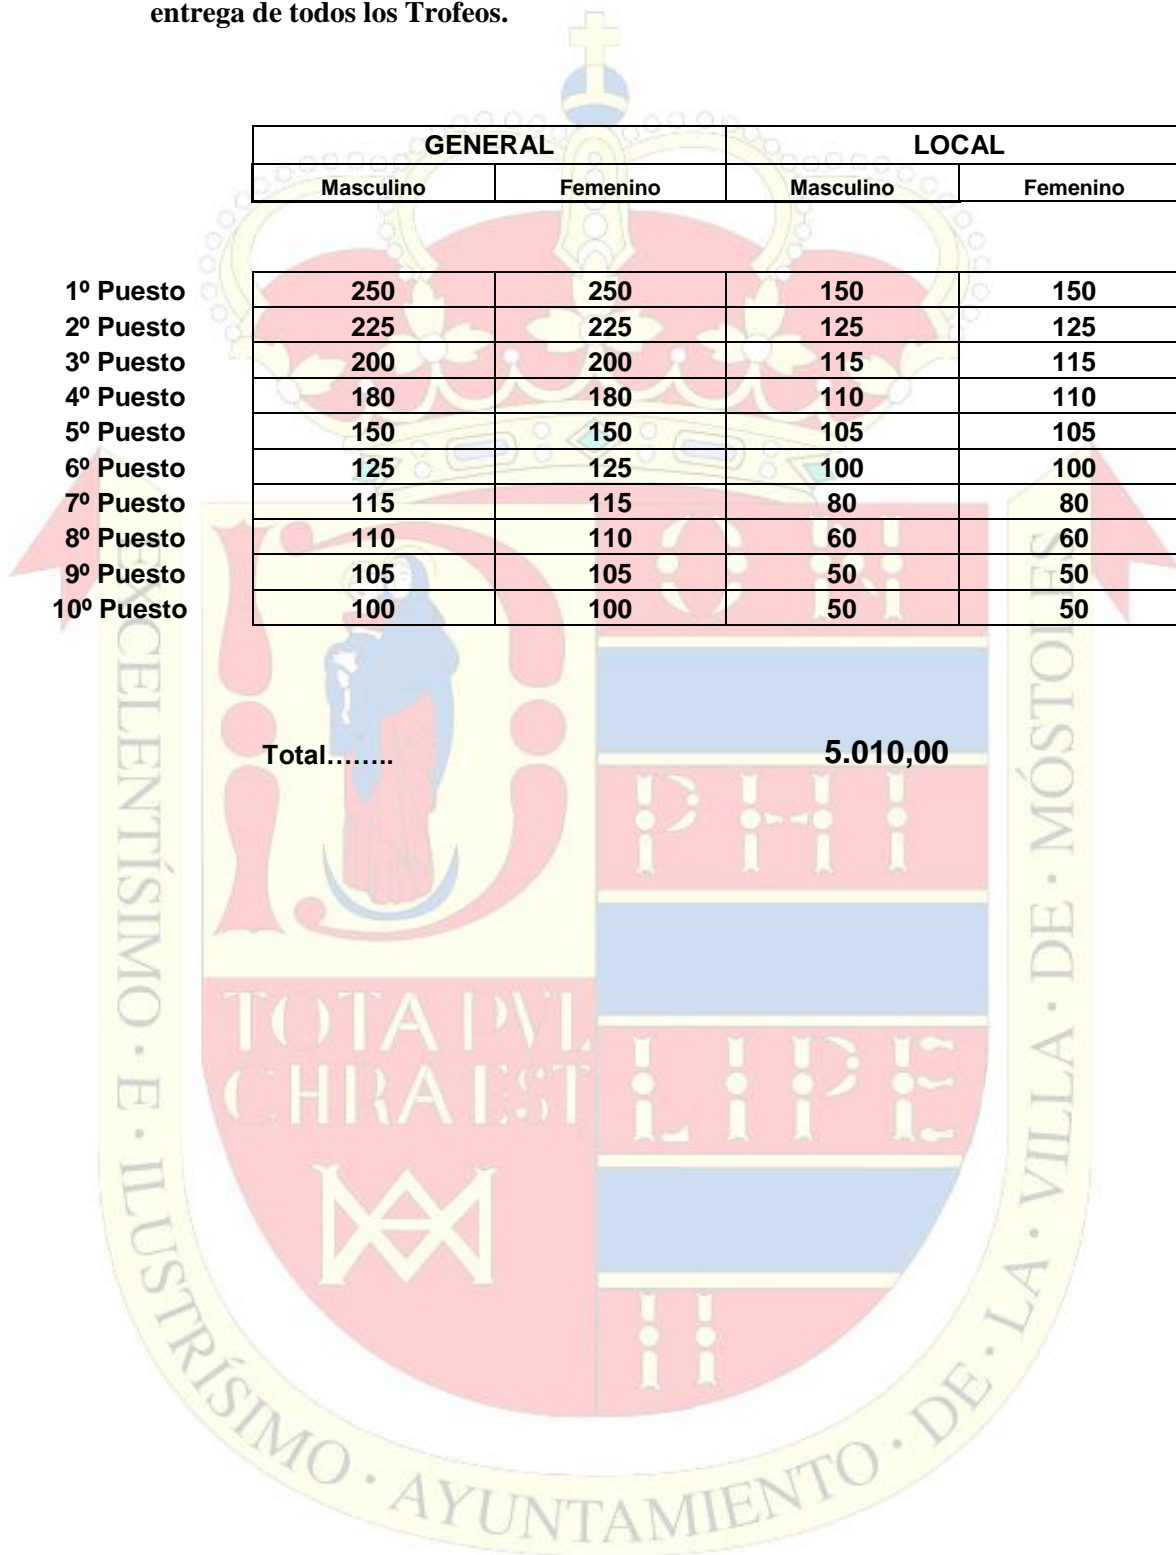 entrega de todos los Trofeos.
GENERAL LOCAL
Masculino Femenino Masculino Femenino
1º Puesto 250 250 150 150
2º Puesto 225 225 125 125
3º Puesto 200 200 115 115
4º Puesto 180 180 110 110
5º Puesto 150 150 105 105
6º Puesto 125 125 100 100
7º Puesto 115 115 80 80
8º Puesto 110 110 60 60
9º Puesto 105 105 50 50
10º Puesto 100 100 50 50
Total…….. 5.010,00
EXCELENTÍSIMO · E · ILUSTRÍSIMO · AYUNTAMIENTO · DE · LA · VILLA · DE · MÓSTOLES
PHI
TOTA PVL
CHRA EST
LIPE
II